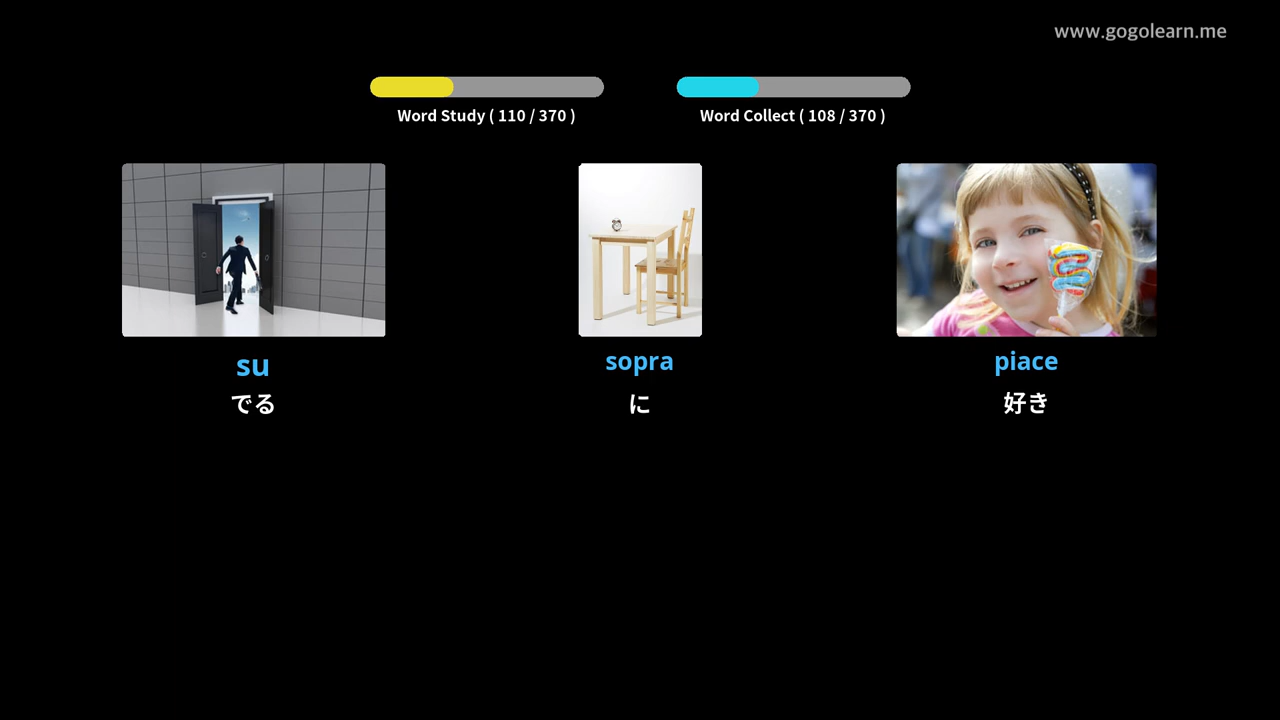 www.gogolearn.me
Word Study ( 110 / 370 )
Word Collect ( 108 / 370 )
su
でる
sopra
に
piace
好き